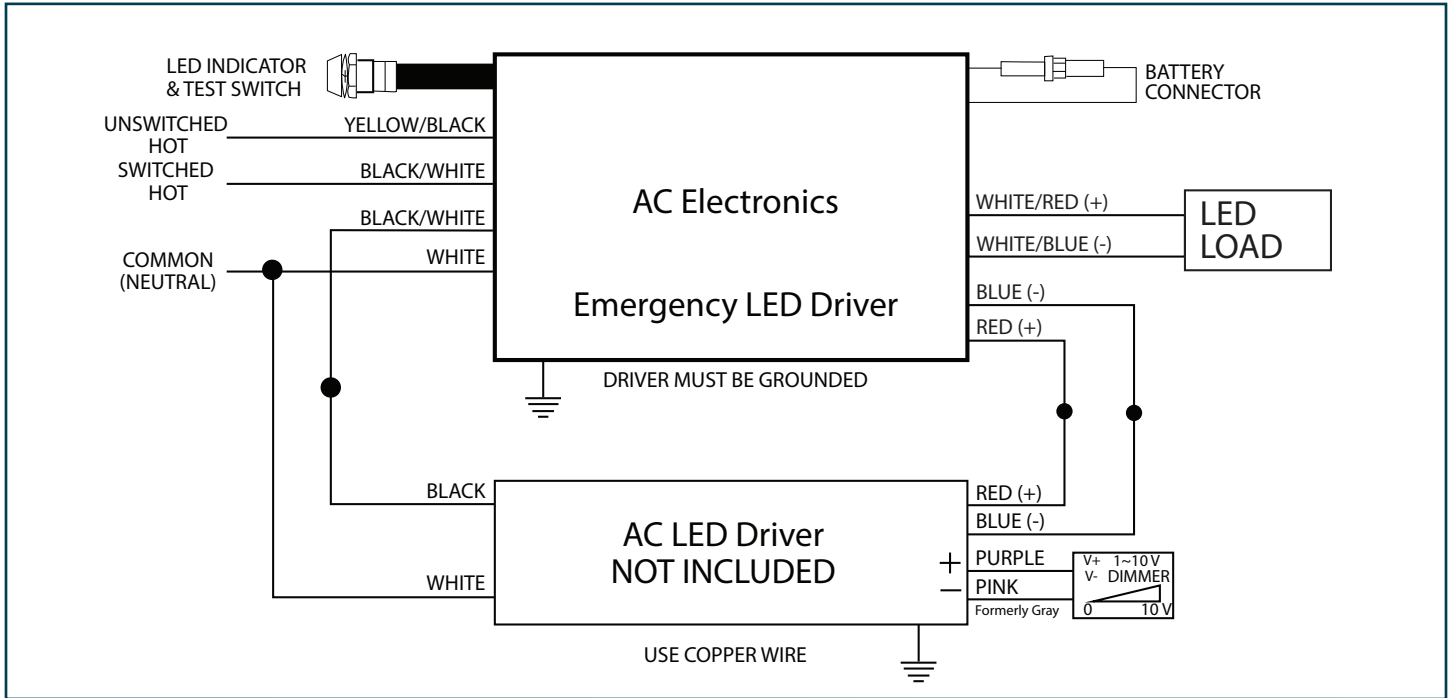 LED INDICATOR
& TEST SWITCH
BATTERY
CONNECTOR
UNSWITCHED
HOT
YELLOW/BLACK
SWITCHED
HOT
BLACK/WHITE
BLACK/WHITE
COMMON
(NEUTRAL)
WHITE
AC Electronics
Emergency LED Driver
WHITE/RED (+)
WHITE/BLUE (-)
LED
LOAD
BLUE (-)
RED (+)
DRIVER MUST BE GROUNDED
BLACK
WHITE
AC LED Driver
NOT INCLUDED
RED (+)
BLUE (-)
+ PURPLE
− PINK
Formerly Gray
V+ 1~10 V
V- DIMMER
0 10 V
USE COPPER WIRE